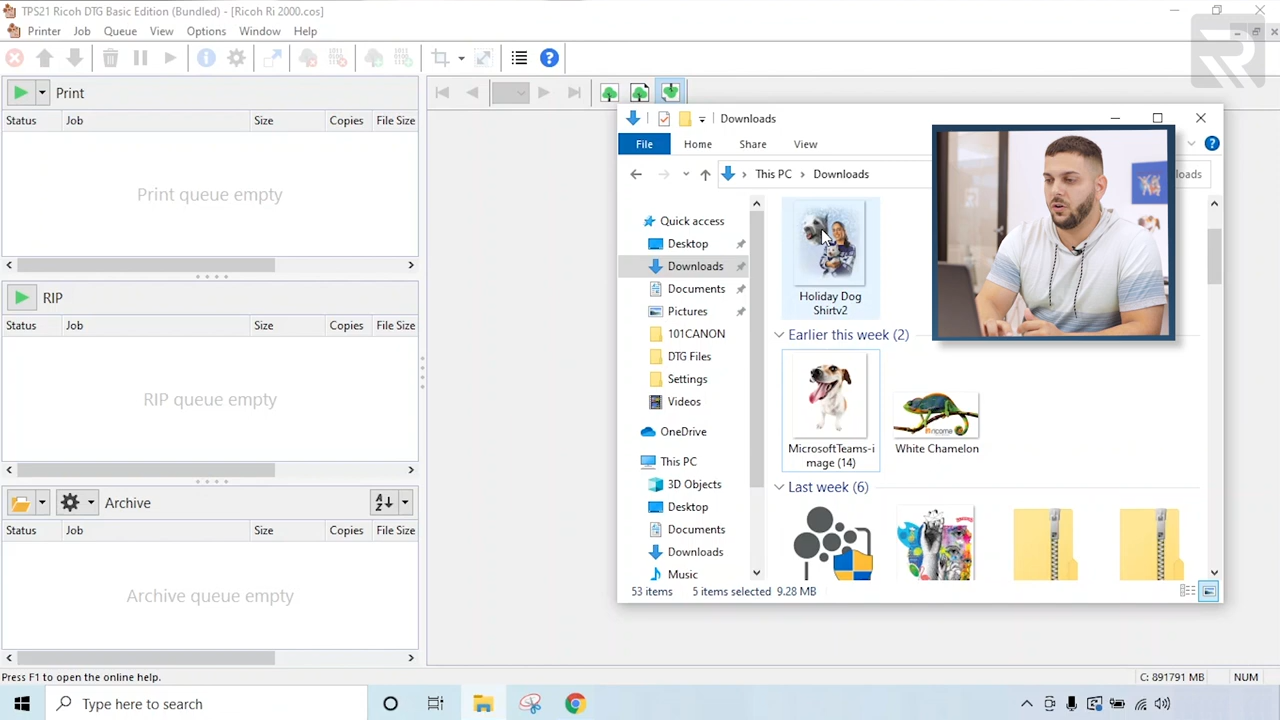 TPS21 Ricoh DTG Basic Edition (Bundled) - [Ricoh Ri 2000.cos]
Printer Job Queue View Options Window Help
Print
Status Job Size Copies File Size
Print queue empty
RIP
Status Job Size Copies File Size
RIP queue empty
Archive
Status Job Size Copies File Size
Archive queue empty
Press F1 to open the online help.
C: 891791 MB NUM
Downloads
File Home Share View
This PC Downloads
loads
Quick access
Desktop
Downloads
Documents
Pictures
101CANON
DTG Files
Settings
Videos
OneDrive
This PC
3D Objects
Desktop
Documents
Downloads
Music
Holiday Dog
Shirtv2
Earlier this week (2)
MicrosoftTeams-i
mage (14)
White Chamelon
Last week (6)
53 items 5 items selected 9.28 MB
Type here to search